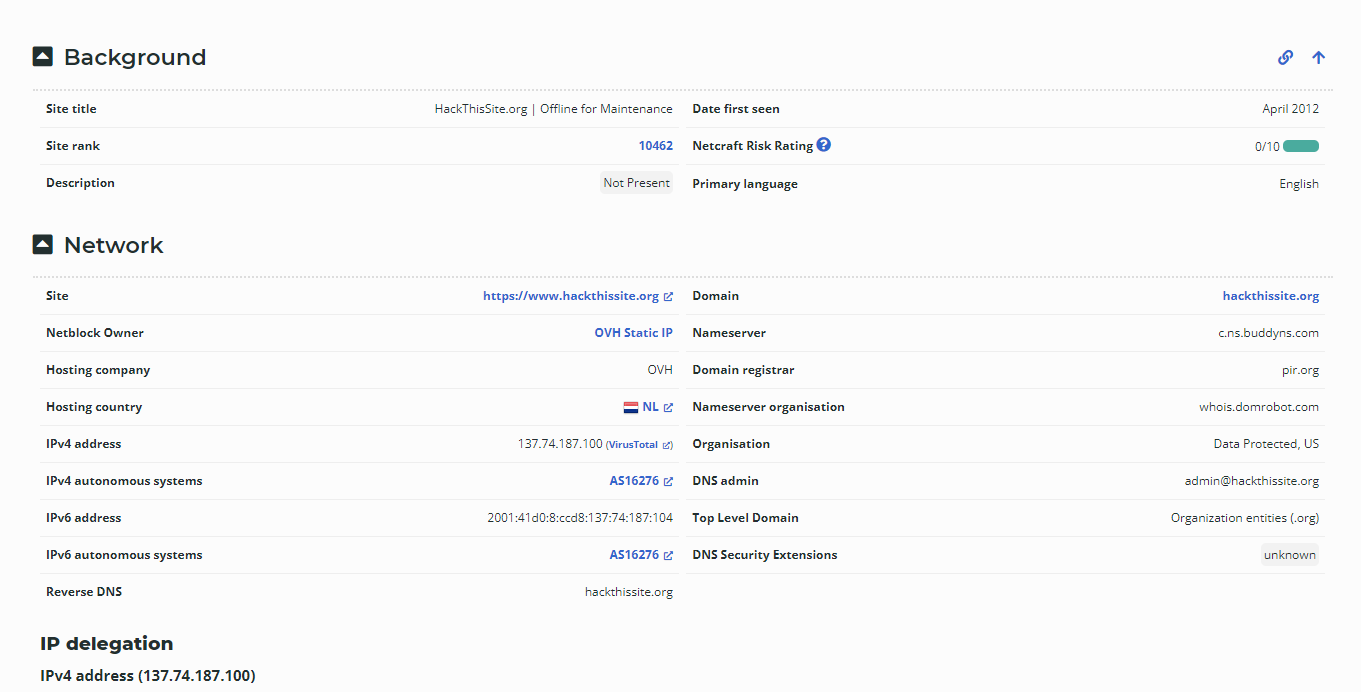 Background
Site title HackThisSite.org | Offline for Maintenance Date first seen April 2012
Site rank 10462 Netcraft Risk Rating ? 0/10
Description Not Present Primary language English
Network
Site https://www.hackthissite.org Domain hackthissite.org
Netblock Owner OVH Static IP Nameserver c.ns.buddyns.com
Hosting company OVH Domain registrar pir.org
Hosting country NL Nameserver organisation whois.domrobot.com
IPv4 address 137.74.187.100 (VirusTotal) Organisation Data Protected, US
IPv4 autonomous systems AS16276 DNS admin admin@hackthissite.org
IPv6 address 2001:41d0:8:ccd8:137:74:187:104 Top Level Domain Organization entities (.org)
IPv6 autonomous systems AS16276 DNS Security Extensions unknown
Reverse DNS hackthissite.org
IP delegation
IPv4 address (137.74.187.100)